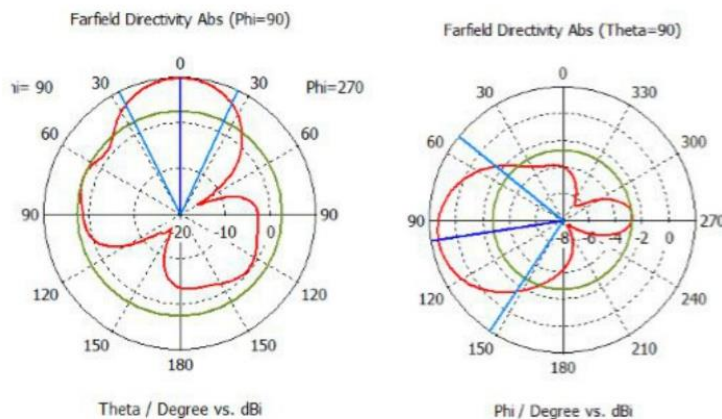 Farfield Directivity Abs (Phi=90)
ni= 90 0 Phi=270
30 30
60 60
90 20 -10 0 90
120 120
150 150
180
Theta / Degree vs. dBi
Farfield Directivity Abs (Theta=90)
0
30 330
60 300
90 -8 -6 -4 -2 0 270
120 240
150 210
180
Phi / Degree vs. dBi